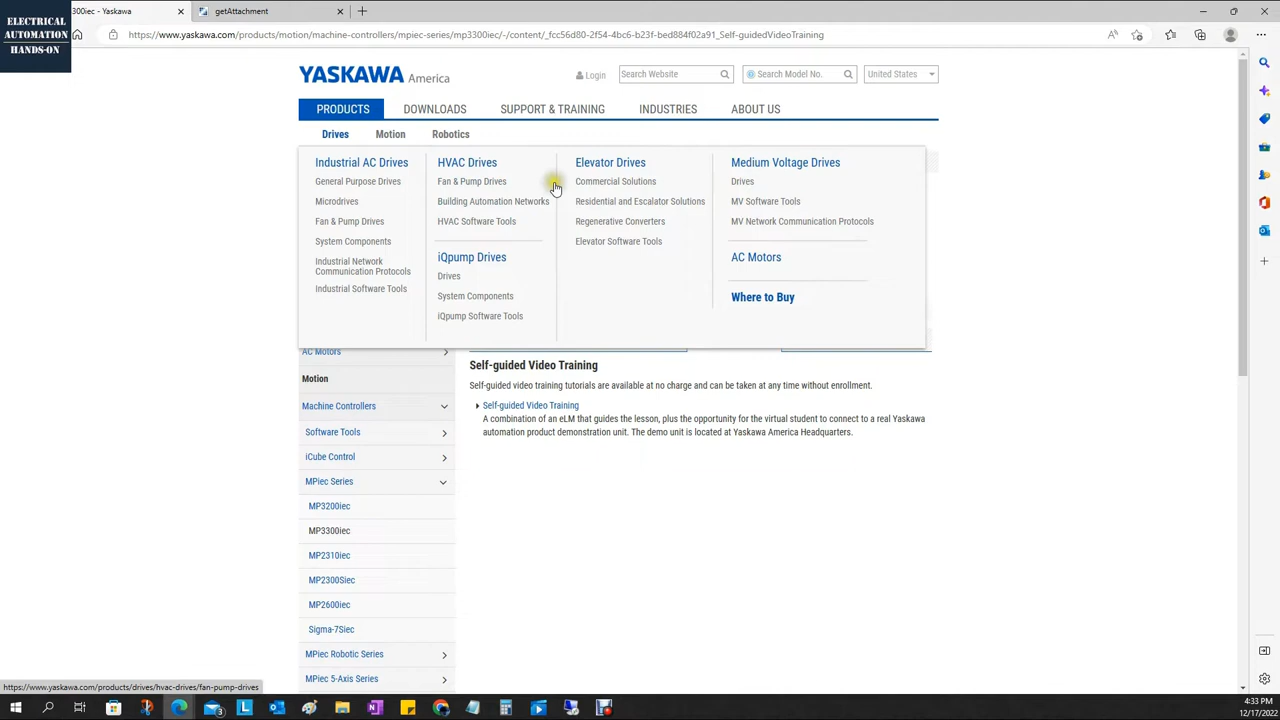 ELECTRICAL
AUTOMATION
HANDS-ON
300iec - Yaskawa
getAttachment
https://www.yaskawa.com/products/motion/machine-controllers/mpiec-series/mp3300iec/-/content/_fcc56d80-2f54-4bc6-b23f-bed884f02a91_Self-guidedVideoTraining
YASKAWA America
Login
Search Website
Search Model No.
United States
PRODUCTS
DOWNLOADS
SUPPORT & TRAINING
INDUSTRIES
ABOUT US
Drives
Motion
Robotics
Industrial AC Drives
General Purpose Drives
Microdrives
Fan & Pump Drives
System Components
Industrial Network
Communication Protocols
Industrial Software Tools
HVAC Drives
Fan & Pump Drives
Building Automation Networks
HVAC Software Tools
iQpump Drives
Drives
System Components
iQpump Software Tools
Elevator Drives
Commercial Solutions
Residential and Escalator Solutions
Regenerative Converters
Elevator Software Tools
Medium Voltage Drives
Drives
MV Software Tools
MV Network Communication Protocols
AC Motors
Where to Buy
AC Motors
Motion
Machine Controllers
Software Tools
iCube Control
MPiec Series
MP3200iec
MP3300iec
MP2310iec
MP2300Siec
MP2600iec
Sigma-7Siec
MPiec Robotic Series
MPiec 5-Axis Series
Self-guided Video Training
Self-guided video training tutorials are available at no charge and can be taken at any time without enrollment.
Self-guided Video Training
A combination of an eLM that guides the lesson, plus the opportunity for the virtual student to connect to a real Yaskawa
automation product demonstration unit. The demo unit is located at Yaskawa America Headquarters.
https://www.yaskawa.com/products/drives/hvac-drives/fan-pump-drives
4:33 PM
12/17/2022